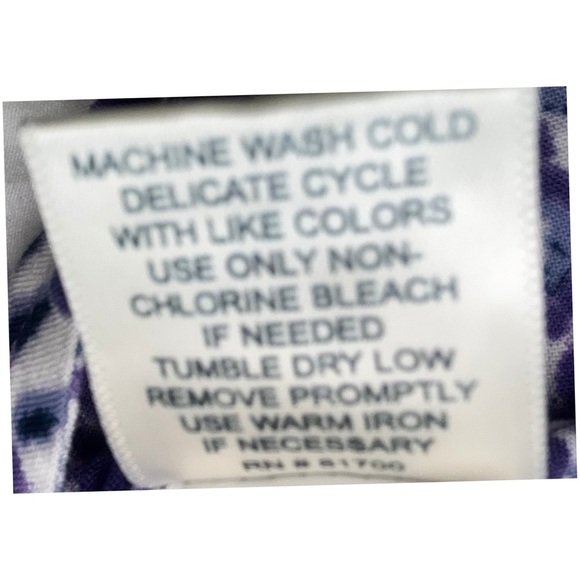 MACHINE WASH COLD
DELICATE CYCLE
WITH LIKE COLORS
USE ONLY NON-
CHLORINE BLEACH
IF NEEDED
TUMBLE DRY LOW
REMOVE PROMPTLY
USE WARM IRON
IF NECESSARY
RN # 51700